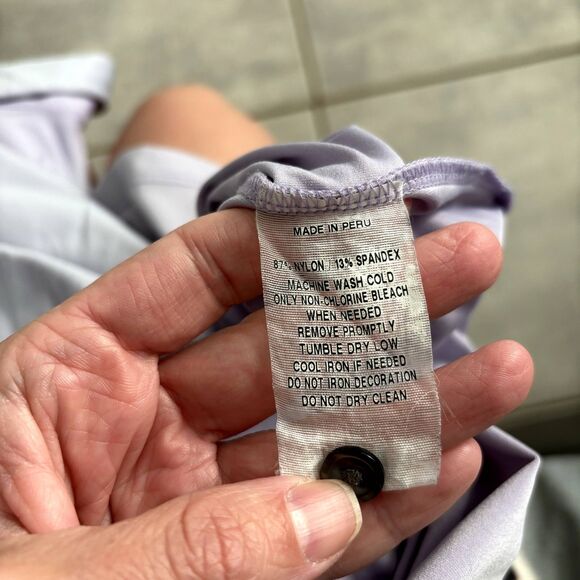 MADE IN PERU
87% NYLON / 13% SPANDEX
MACHINE WASH COLD
ONLY NON-CHLORINE BLEACH
WHEN NEEDED
REMOVE PROMPTLY
TUMBLE DRY LOW
COOL IRON IF NEEDED
DO NOT IRON DECORATION
DO NOT DRY CLEAN